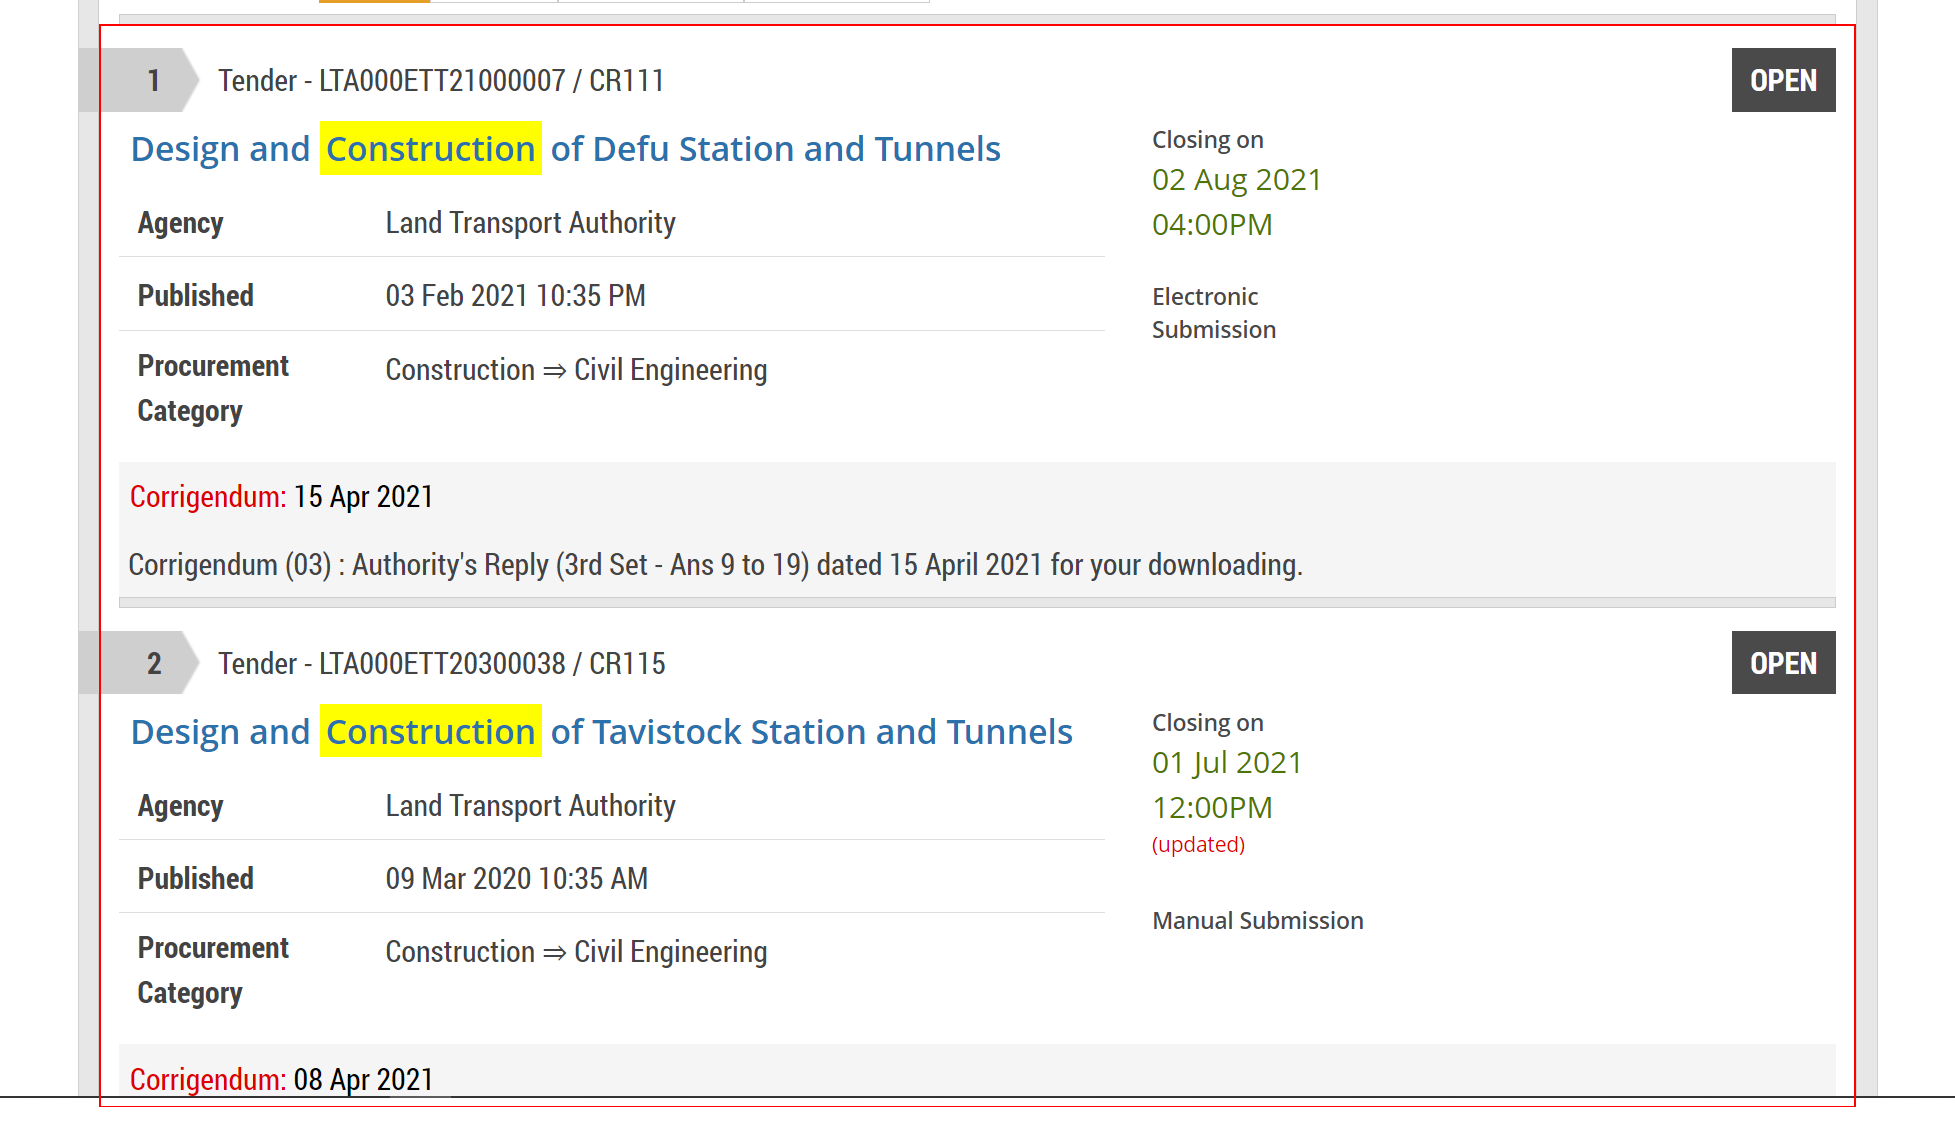 1
Tender - LTA000ETT21000007 / CR111
OPEN
Design and Construction of Defu Station and Tunnels
Closing on
02 Aug 2021
04:00PM
Agency
Land Transport Authority
Published
03 Feb 2021 10:35 PM
Electronic
Submission
Procurement
Category
Construction ⇒ Civil Engineering
Corrigendum: 15 Apr 2021
Corrigendum (03) : Authority's Reply (3rd Set - Ans 9 to 19) dated 15 April 2021 for your downloading.
2
Tender - LTA000ETT20300038 / CR115
OPEN
Design and Construction of Tavistock Station and Tunnels
Closing on
01 Jul 2021
12:00PM
(updated)
Agency
Land Transport Authority
Published
09 Mar 2020 10:35 AM
Manual Submission
Procurement
Category
Construction ⇒ Civil Engineering
Corrigendum: 08 Apr 2021